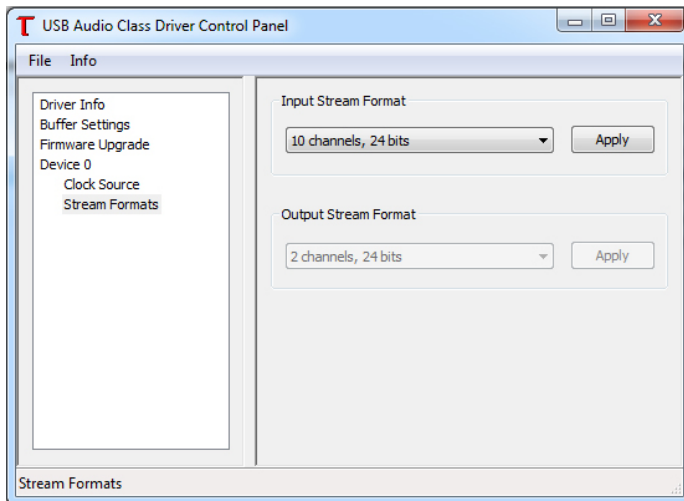 T USB Audio Class Driver Control Panel
File Info
Driver Info
Buffer Settings
Firmware Upgrade
Device 0
Clock Source
Stream Formats
Input Stream Format
10 channels, 24 bits
Apply
Output Stream Format
2 channels, 24 bits
Apply
Stream Formats